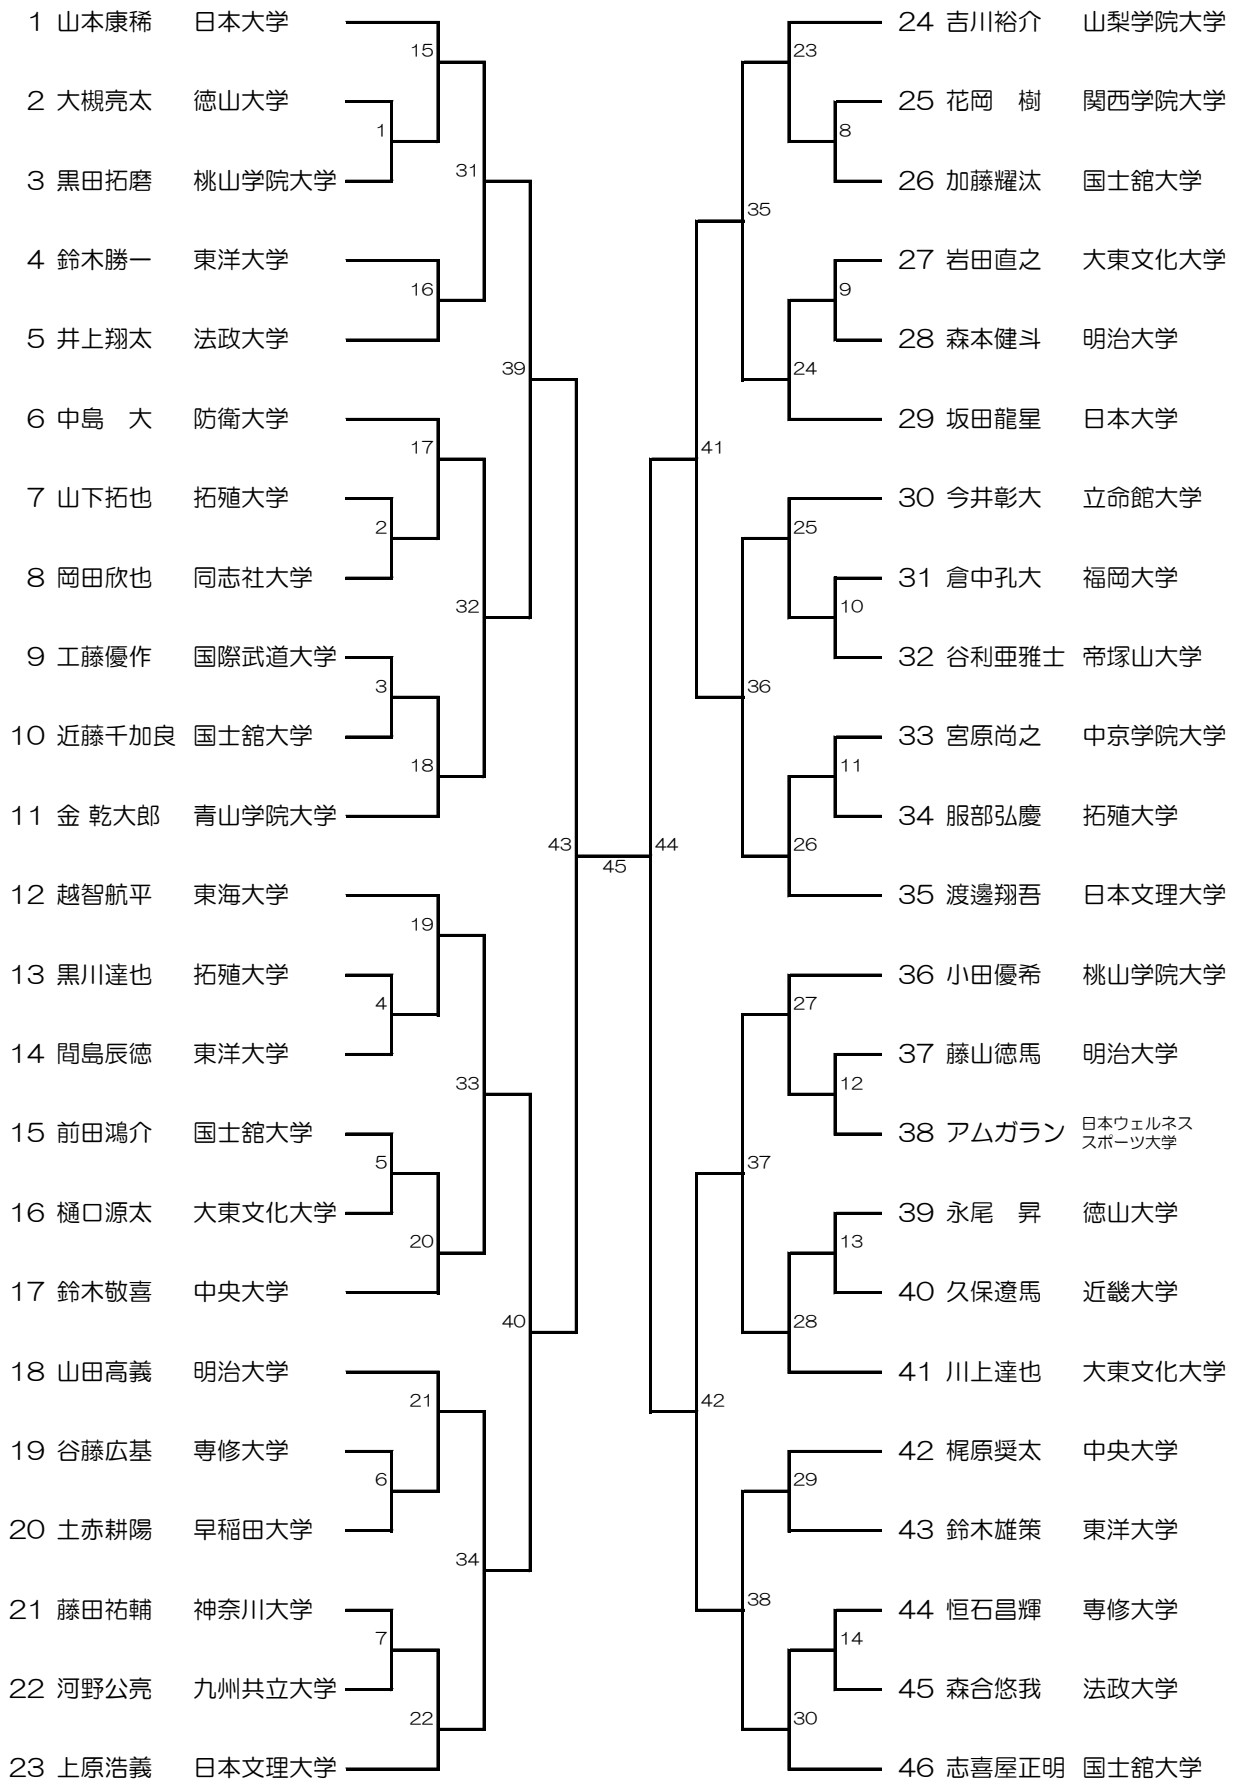 1 山本康稀 日本大学
15
2 大槻亮太 徳山大学
1
3 黒田拓磨 桃山学院大学
31
4 鈴木勝一 東洋大学
16
5 井上翔太 法政大学
39
6 中島　大 防衛大学
17
7 山下拓也 拓殖大学
2
8 岡田欣也 同志社大学
32
9 工藤優作 国際武道大学
3
10 近藤千加良 国士舘大学
18
11 金 乾大郎 青山学院大学
43
45
12 越智航平 東海大学
19
13 黒川達也 拓殖大学
4
14 間島辰徳 東洋大学
33
15 前田鴻介 国士舘大学
5
16 樋口源太 大東文化大学
20
17 鈴木敬喜 中央大学
40
18 山田高義 明治大学
21
19 谷藤広基 専修大学
6
20 土赤耕陽 早稲田大学
34
21 藤田祐輔 神奈川大学
7
22 河野公亮 九州共立大学
22
23 上原浩義 日本文理大学
24 吉川裕介 山梨学院大学
23
25 花岡　樹 関西学院大学
8
26 加藤耀汰 国士舘大学
35
27 岩田直之 大東文化大学
9
28 森本健斗 明治大学
24
29 坂田龍星 日本大学
41
30 今井彰大 立命館大学
25
31 倉中孔大 福岡大学
10
32 谷利亜雅士 帝塚山大学
36
33 宮原尚之 中京学院大学
11
34 服部弘慶 拓殖大学
26
44
35 渡邊翔吾 日本文理大学
36 小田優希 桃山学院大学
27
37 藤山徳馬 明治大学
12
38 アムガラン 日本ウェルネス
スポーツ大学
37
39 永尾　昇 徳山大学
13
40 久保遼馬 近畿大学
28
41 川上達也 大東文化大学
42
42 梶原奨太 中央大学
29
43 鈴木雄策 東洋大学
38
44 恒石昌輝 専修大学
14
45 森合悠我 法政大学
30
46 志喜屋正明 国士舘大学